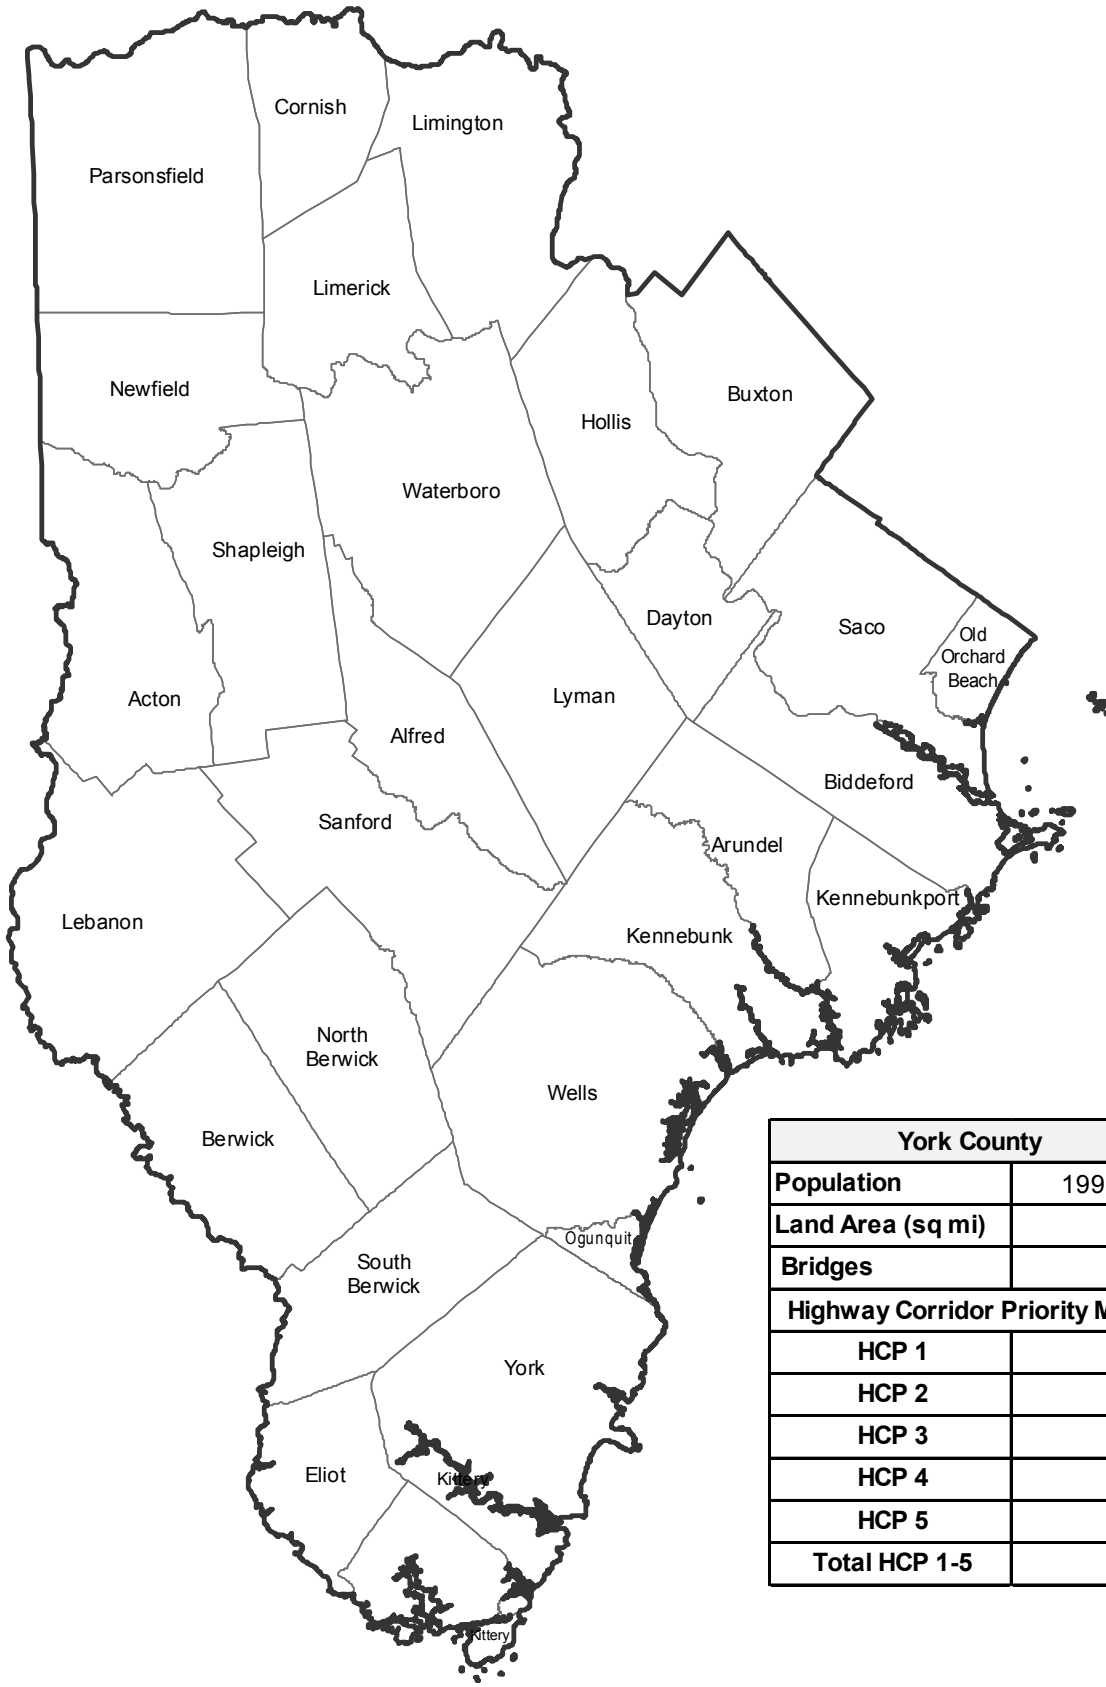 Cornish
Limington
Parsonsfield
Limerick
Newfield
Buxton
Hollis
Waterboro
Shapleigh
Dayton
Saco
Old
Orchard
Beach
Acton
Lyman
Alfred
Biddeford
Sanford
Arundel
Kennebunkport
Lebanon
Kennebunk
North
Berwick
Wells
Berwick
Ogunquit
South
Berwick
York
Eliot
Kittery
Kittery
York County
Population 199
Land Area (sq mi)
Bridges
Highway Corridor Priority M
HCP 1
HCP 2
HCP 3
HCP 4
HCP 5
Total HCP 1-5